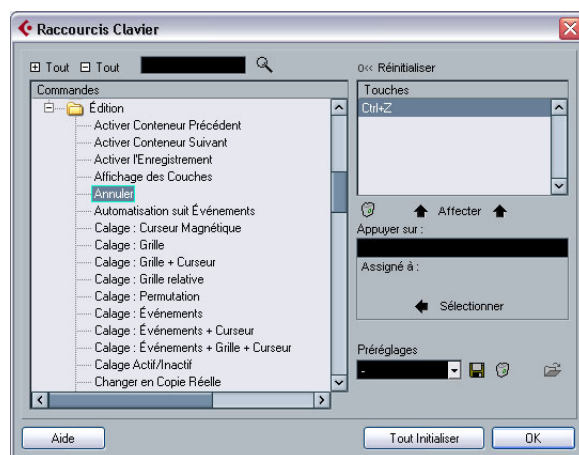 Raccourcis Clavier
Tout Tout
Réinitialiser
Commandes
Touches
Édition
Ctrl+Z
Activer Conteneur Précédent
Activer Conteneur Suivant
Activer l'Enregistrement
Affichage des Couches
Annuler
Automatisation suit Événements
Calage : Curseur Magnétique
Calage : Grille
Calage : Grille + Curseur
Calage : Grille relative
Calage : Permutation
Calage : Événements
Calage : Événements + Curseur
Calage : Événements + Grille + Curseur
Calage Actif/Inactif
Changer en Copie Réelle
Affecter
Appuyer sur :
Assigné à :
Sélectionner
Préréglages
-
Aide
Tout Initialiser
OK